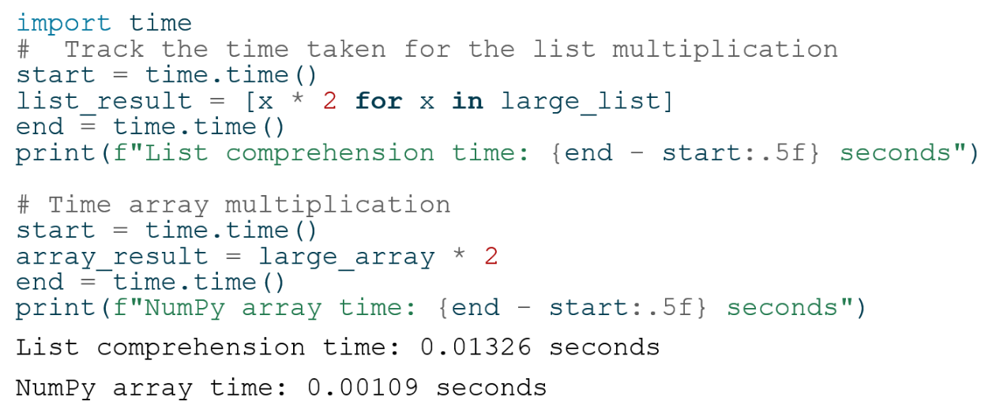 import time
#  Track the time taken for the list multiplication
start = time.time()
list_result = [x * 2 for x in large_list]
end = time.time()
print(f"List comprehension time: {end - start:.5f} seconds")
# Time array multiplication
start = time.time()
array_result = large_array * 2
end = time.time()
print(f"NumPy array time: {end - start:.5f} seconds")
List comprehension time: 0.01326 seconds
NumPy array time: 0.00109 seconds